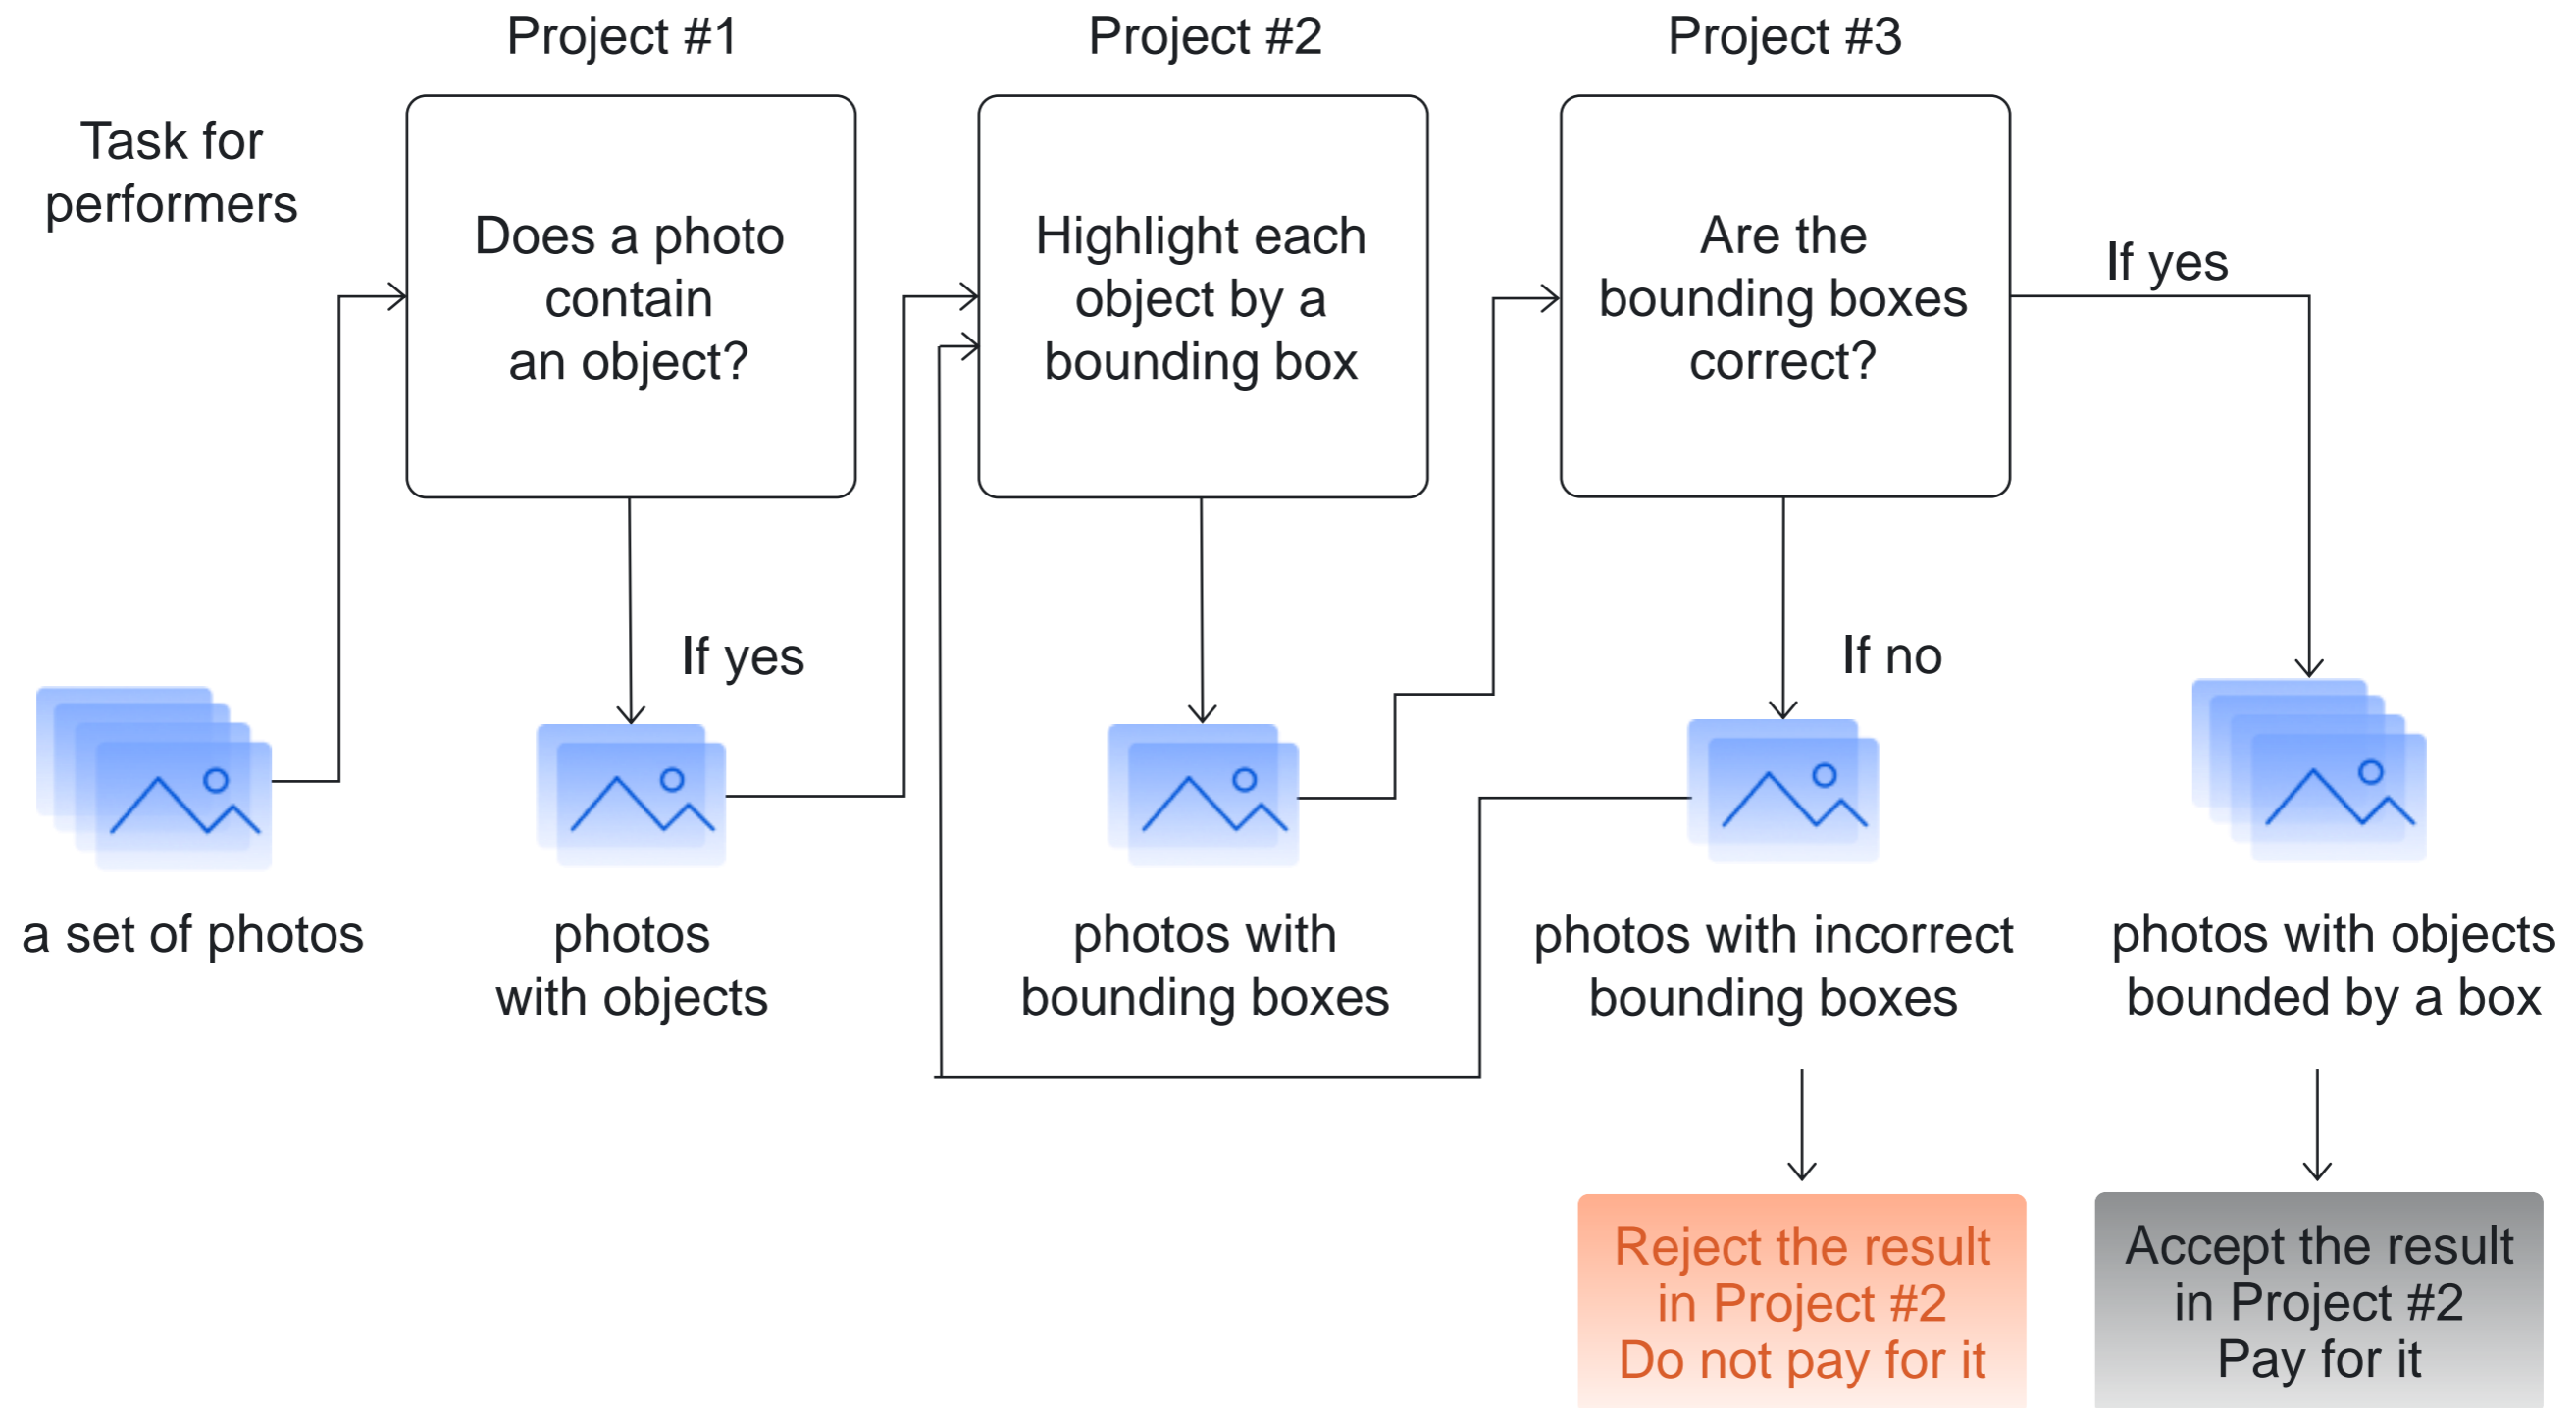 Project #1
Project #2
Project #3
Task for
performers
Does a photo
contain
an object?
Highlight each
object by a
bounding box
Are the
bounding boxes
correct?
If yes
If yes
If no
a set of photos
photos
with objects
photos with
bounding boxes
photos with incorrect
bounding boxes
photos with objects
bounded by a box
Reject the result
in Project #2
Do not pay for it
Accept the result
in Project #2
Pay for it